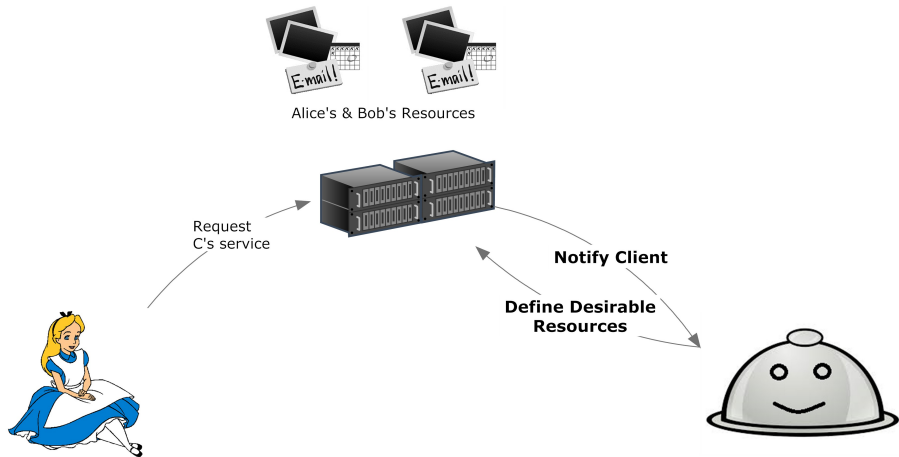 E-mail! E-mail!
Alice's & Bob's Resources
Request
C's service
Notify Client
Define Desirable
Resources